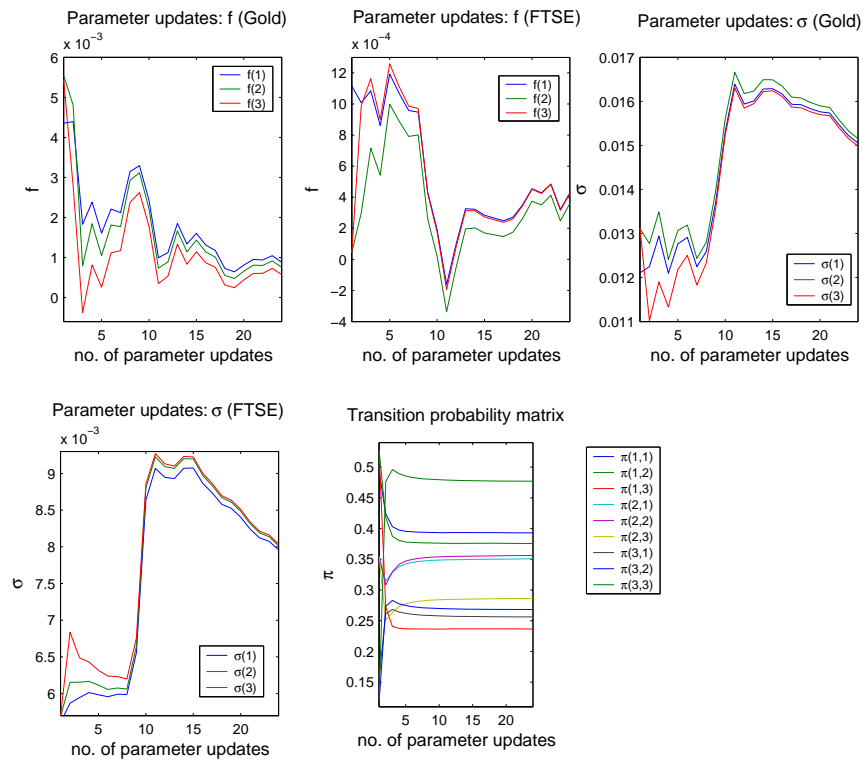 Parameter updates: f (Gold)
x 10⁻³
6
5
4
3
2
1
0
f
5 10 15 20
no. of parameter updates
f(1)
f(2)
f(3)
Parameter updates: f (FTSE)
x 10⁻⁴
12
10
8
6
4
2
0
−2
−4
f
5 10 15 20
no. of parameter updates
f(1)
f(2)
f(3)
Parameter updates: σ (Gold)
0.017
0.016
0.015
0.014
0.013
0.012
0.011
σ
5 10 15 20
no. of parameter updates
σ(1)
σ(2)
σ(3)
Parameter updates: σ (FTSE)
x 10⁻³
9
8.5
8
7.5
7
6.5
6
σ
5 10 15 20
no. of parameter updates
σ(1)
σ(2)
σ(3)
Transition probability matrix
0.5
0.45
0.4
0.35
0.3
0.25
0.2
0.15
π
5 10 15 20
no. of parameter updates
π(1,1)
π(1,2)
π(1,3)
π(2,1)
π(2,2)
π(2,3)
π(3,1)
π(3,2)
π(3,3)